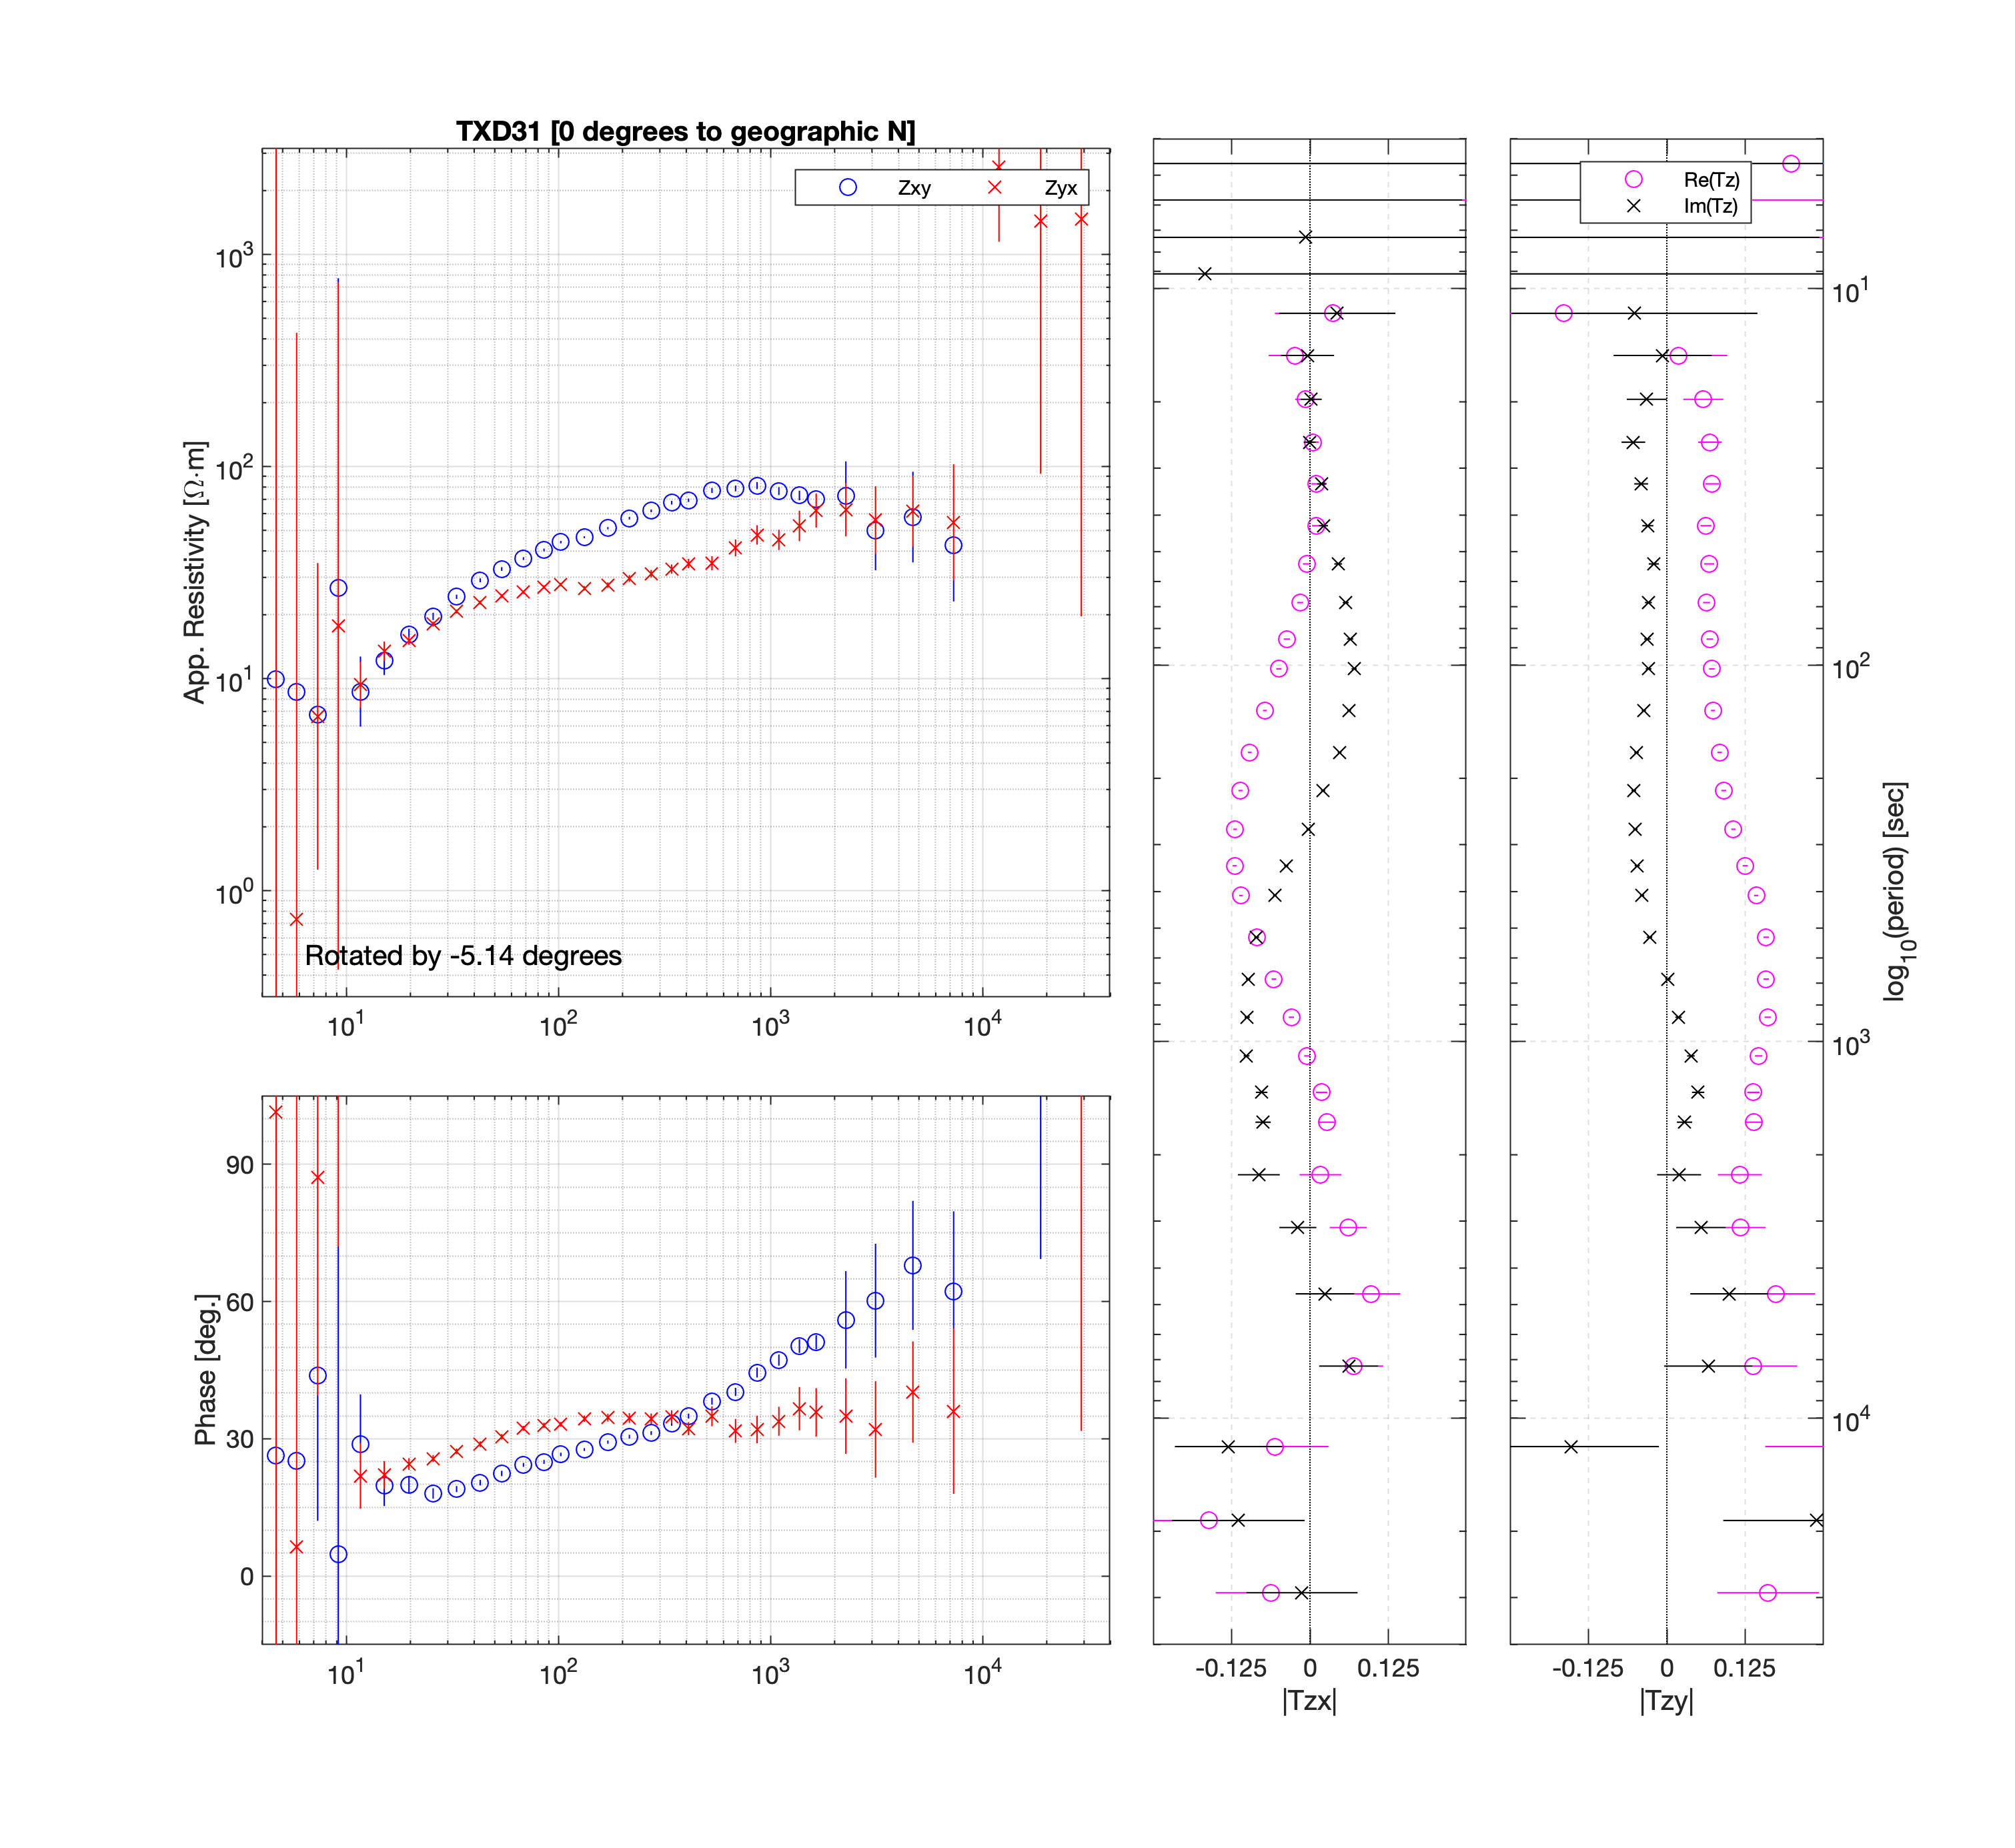 TXD31 [0 degrees to geographic N]
Zxy Zyx
App. Resistivity [Ω·m]
10^3
10^2
10^1
10^0
Rotated by -5.14 degrees
10^1 10^2 10^3 10^4
Phase [deg.]
90
60
30
0
10^1 10^2 10^3 10^4
Re(Tz)
Im(Tz)
10^1
10^2
10^3
10^4
log10(period) [sec]
-0.125 0 0.125
|Tzx|
-0.125 0 0.125
|Tzy|